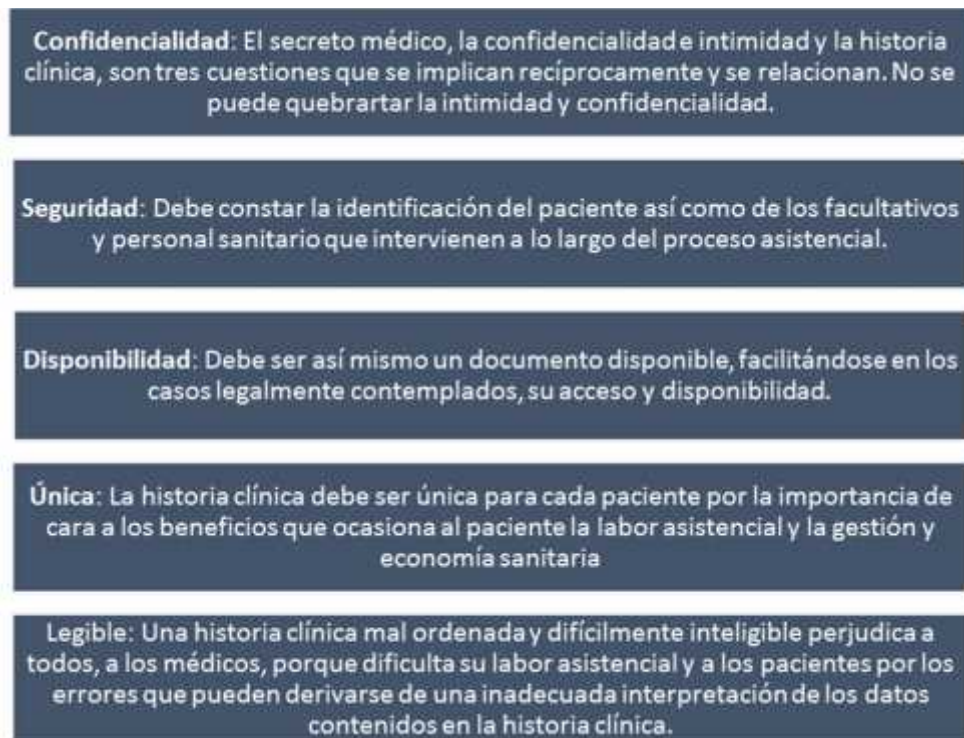 Confidencialidad: El secreto médico, la confidencialidad e intimidad y la historia
clínica, son tres cuestiones que se implican recíprocamente y se relacionan. No se
puede quebrartar la intimidad y confidencialidad.
Seguridad: Debe constar la identificación del paciente así como de los facultativos
y personal sanitario que intervienen a lo largo del proceso asistencial.
Disponibilidad: Debe ser así mismo un documento disponible, facilitándose en los
casos legalmente contemplados, su acceso y disponibilidad.
Única: La historia clínica debe ser única para cada paciente por la importancia de
cara a los beneficios que ocasiona al paciente la labor asistencial y la gestión y
economía sanitaria
Legible: Una historia clínica mal ordenada y difícilmente inteligible perjudica a
todos, a los médicos, porque dificulta su labor asistencial y a los pacientes por los
errores que pueden derivarse de una inadecuada interpretación de los datos
contenidos en la historia clínica.